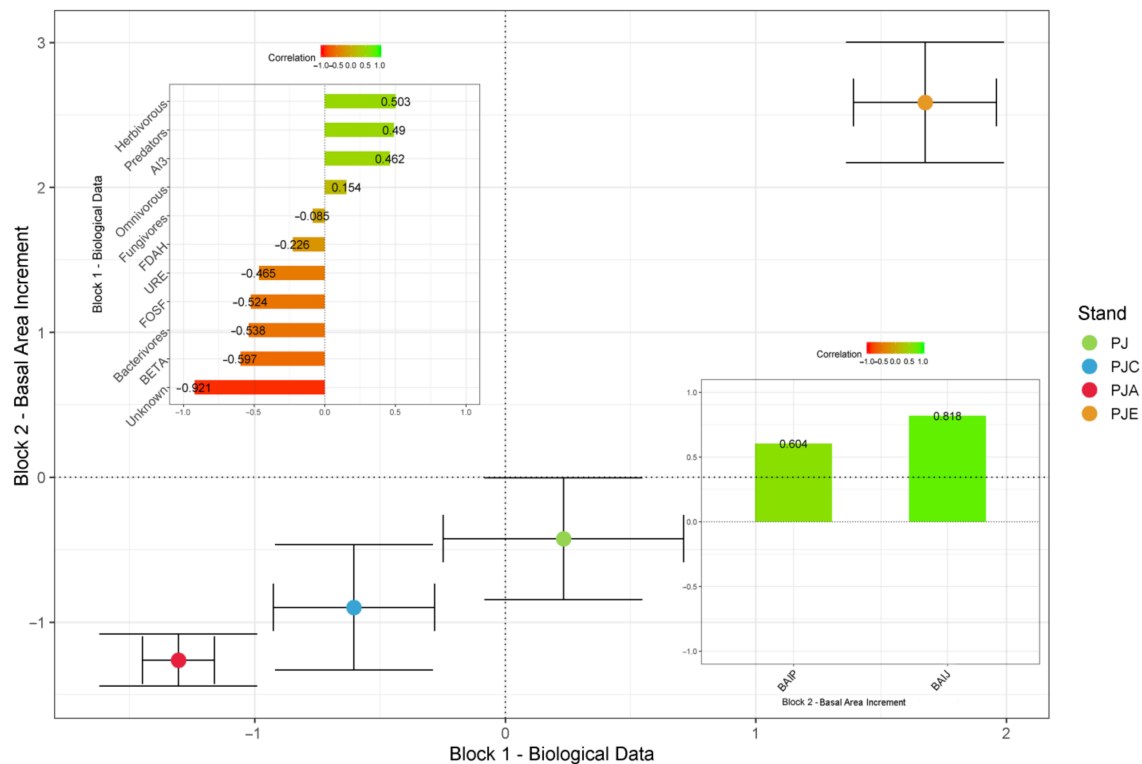 3
2
1
0
−1
−1
0
1
2
Block 2 - Basal Area Increment
Block 1 - Biological Data
Correlation
−1.0 −0.5 0.0 0.5 1.0
Herbivorous
0.503
Predators
0.49
AI3
0.462
Omnivorous
0.154
Fungivores
−0.085
FDAH
−0.226
URE
−0.465
FOSF
−0.524
Bacterivores
−0.538
BETA
−0.597
Unknown
−0.921
Block 1 - Biological Data
−1.0 −0.5 0.0 0.5 1.0
Correlation
−1.0 −0.5 0.0 0.5 1.0
1.0
0.5
0.0
−0.5
−1.0
0.604
0.818
BAIP
BAIJ
Block 2 - Basal Area Increment
Stand
PJ
PJC
PJA
PJE